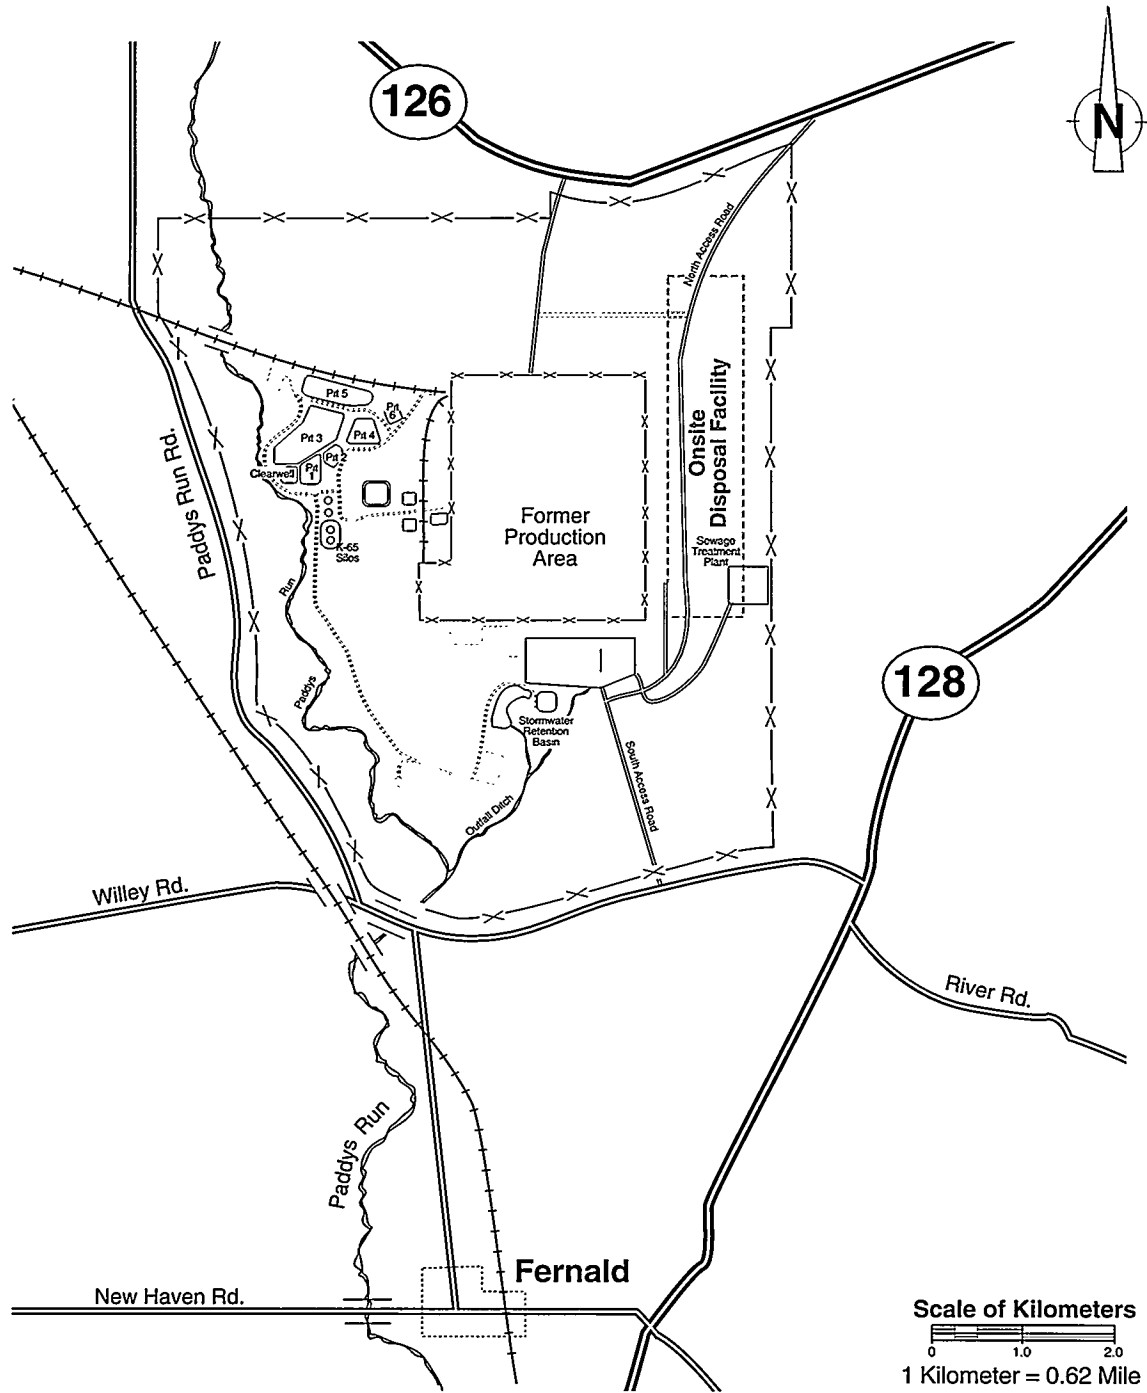 126
N
North Access Road
Pit 5
Pit 6
Pit 3
Pit 4
Pit 2
Pit 1
Clearwell
Paddys Run Rd.
Onsite
Disposal Facility
Former
Production
Area
Sewage
Treatment
Plant
K-65
Silos
Run
Paddys
128
Stormwater
Retention
Basin
South Access Road
Outfall Ditch
Willey Rd.
River Rd.
Paddys Run
Fernald
New Haven Rd.
Scale of Kilometers
0 1.0 2.0
1 Kilometer = 0.62 Mile